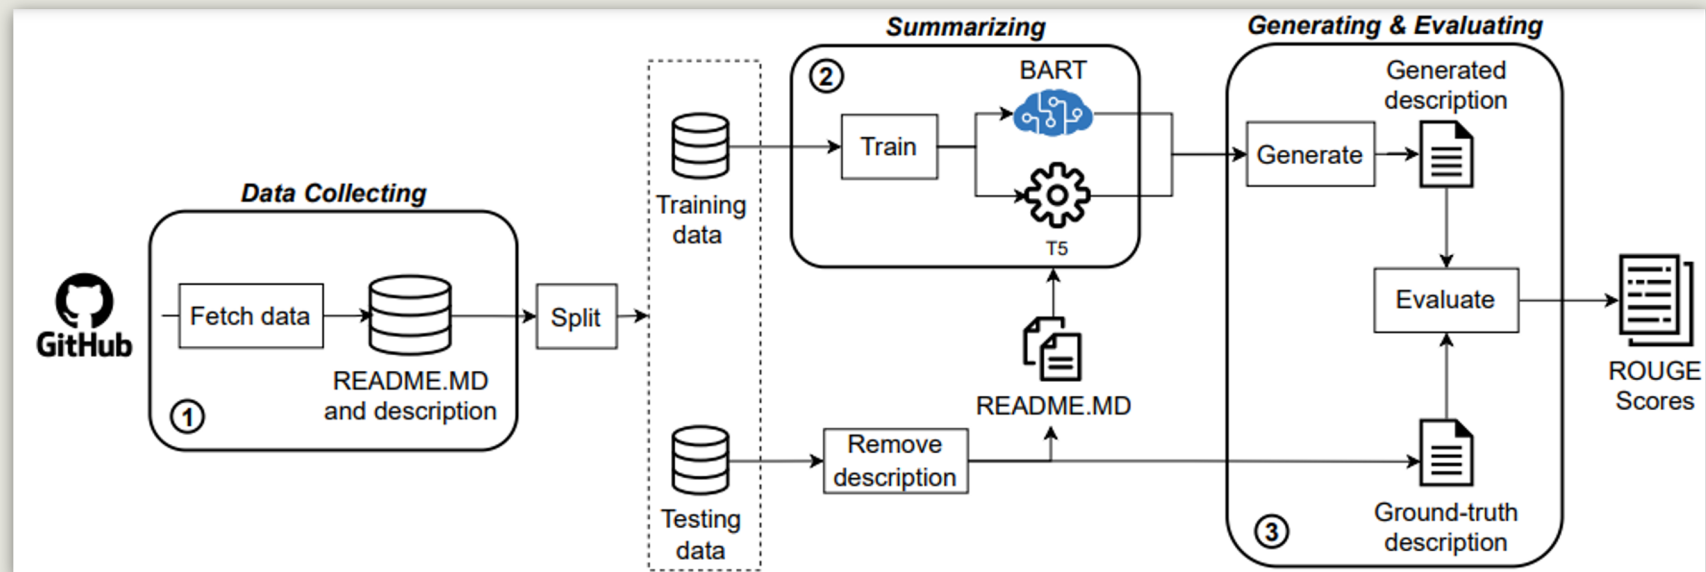 Data Collecting
GitHub
Fetch data
README.MD
and description
1
Split
Training
data
Testing
data
Summarizing
2
Train
BART
T5
README.MD
Remove
description
Generating & Evaluating
Generate
Generated
description
Evaluate
Ground-truth
description
3
ROUGE
Scores